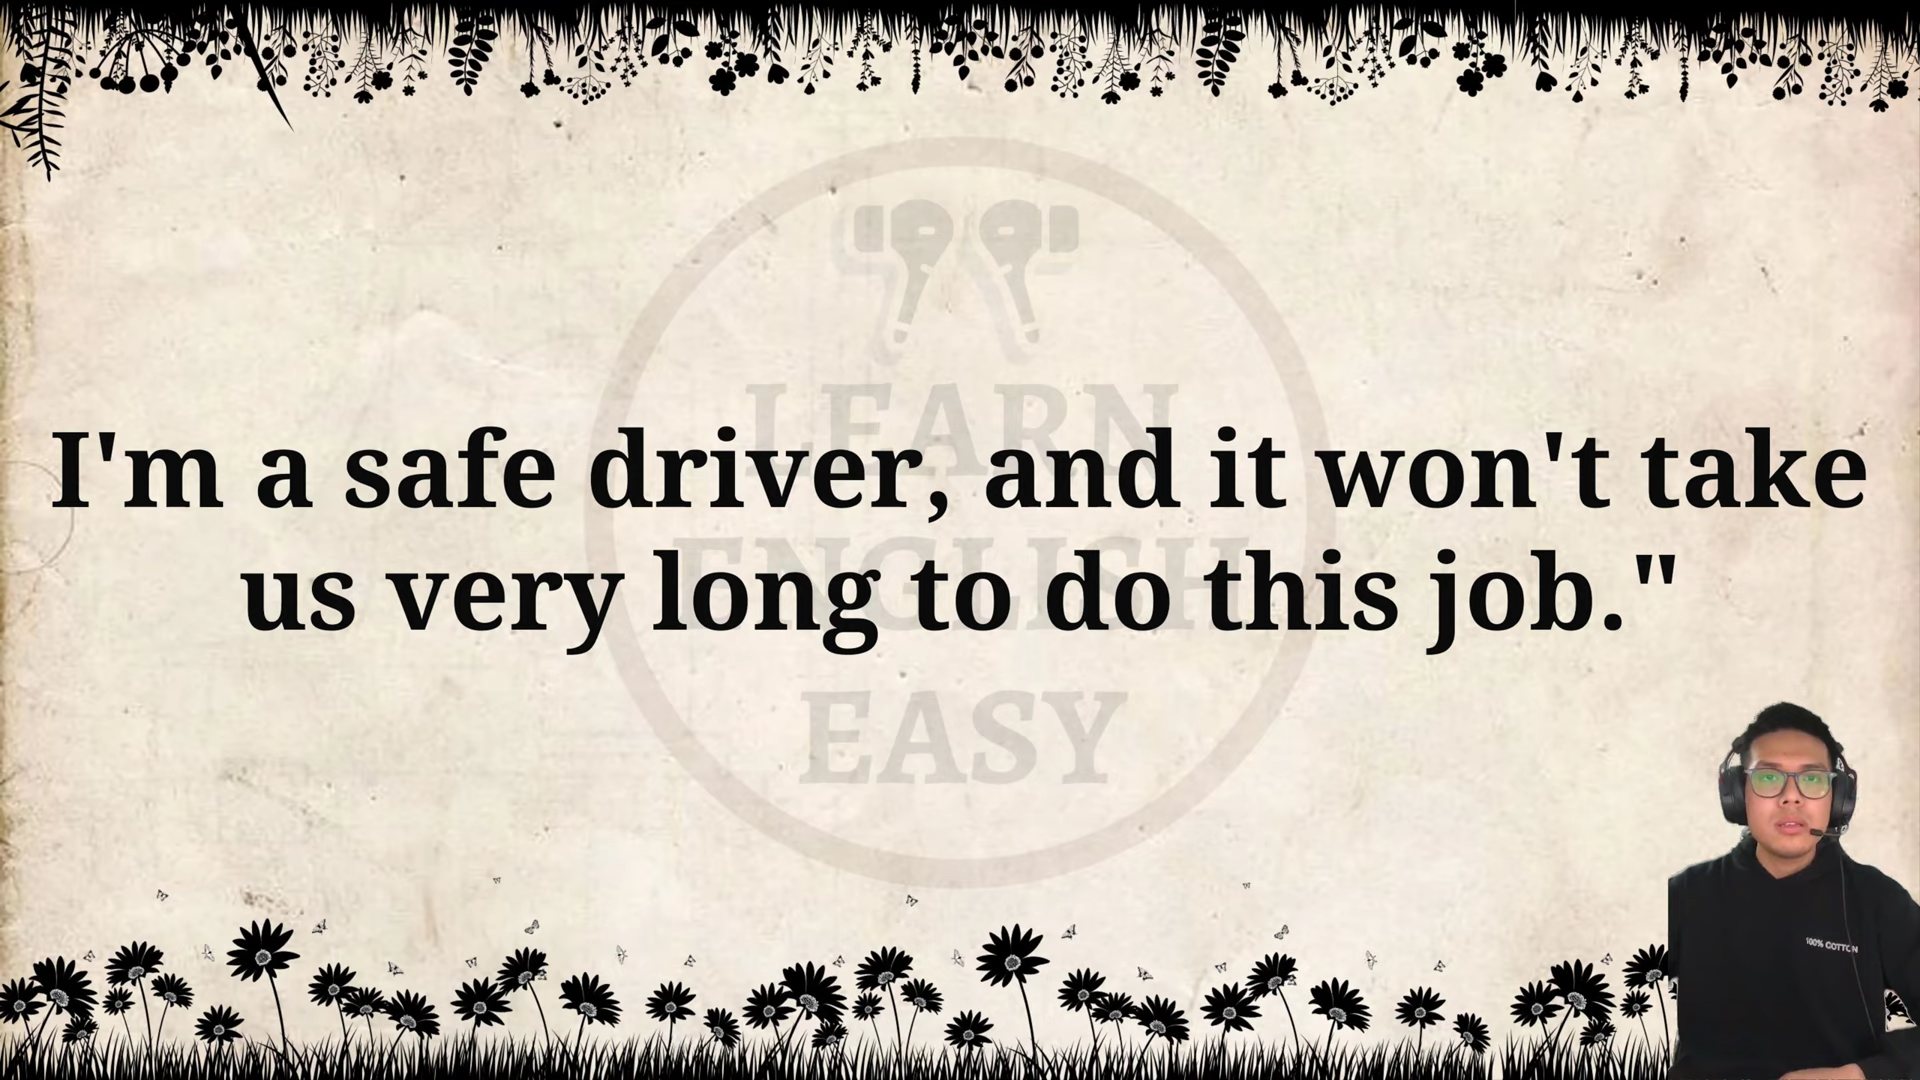 LEARN
ENGLISH
EASY
I'm a safe driver, and it won't take
us very long to do this job."
100% COTTON